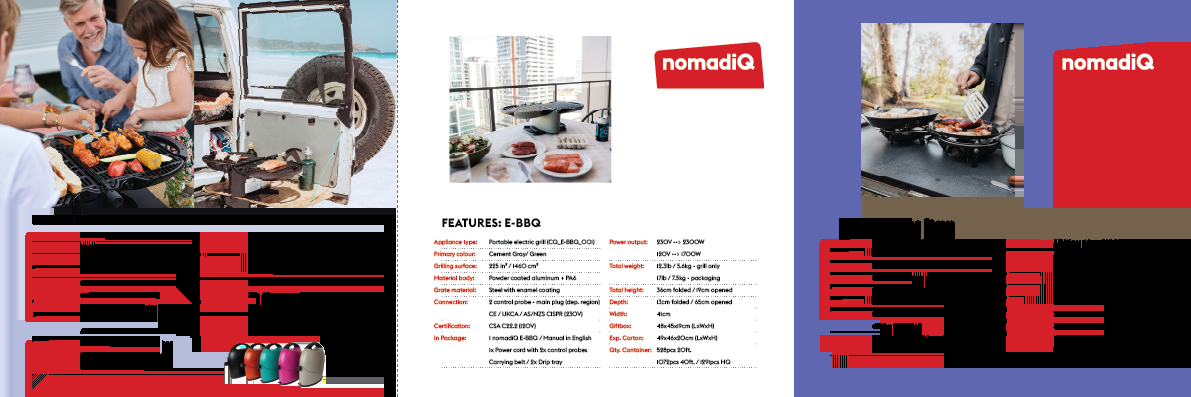 nomadiQ
nomadiQ
FEATURES: E-BBQ
Appliance type: Portable electric grill (CQ_E-BBQ_001)
Primary colour: Cement Gray/ Green
Grilling surface: 225 in² / 1460 cm²
Material body: Powder coated aluminum + PA6
Grate material: Steel with enamel coating
Connection: 2 control probe - main plug (dep. region)
CE / UKCA / AS/NZS CISPR (230V)
Certification: CSA C22.2 (120V)
In Package: 1 nomadiQ E-BBQ / Manual in English
1x Power cord with 2x control probes
Carrying belt / 2x Drip tray
Power output: 230V --> 2300W
120V --> 1700W
Total weight: 12.3lb / 5.6kg - grill only
17lb / 7.5kg - packaging
Total height: 36cm folded / 19cm opened
Depth: 13cm folded / 65cm opened
Width: 41cm
Giftbox: 48x45x19cm (LxWxH)
Exp. Carton: 49x46x20cm (LxWxH)
Qty. Container: 528pcs 20ft.
1072pcs 40ft. / 1291pcs HQ